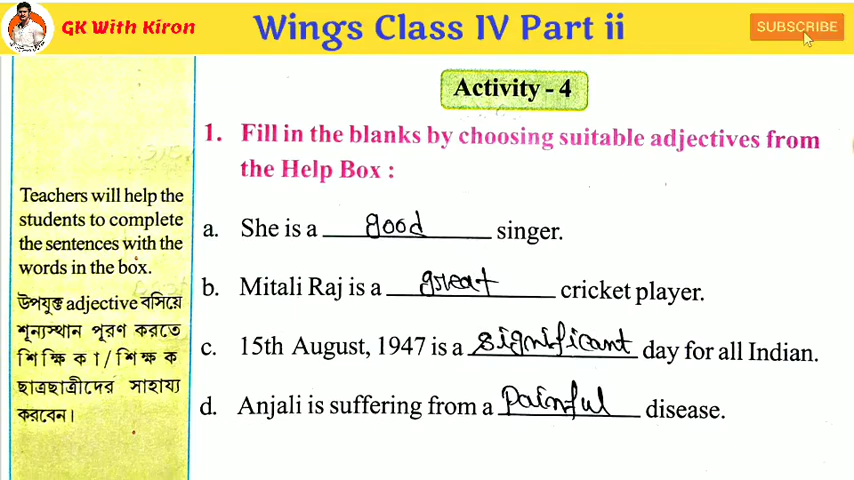 GK With Kiron
Wings Class IV Part ii
SUBSCRIBE
Activity - 4
1. Fill in the blanks by choosing suitable adjectives from
the Help Box :
a. She is a good singer.
b. Mitali Raj is a great cricket player.
c. 15th August, 1947 is a significant day for all Indian.
d. Anjali is suffering from a painful disease.
Teachers will help the
students to complete
the sentences with the
words in the box.
উপযুক্ত adjective বসিয়ে
শূন্যস্থান পূরণ করতে
শিক্ষিকা/শিক্ষক
ছাত্রছাত্রীদের সাহায্য
করবেন।